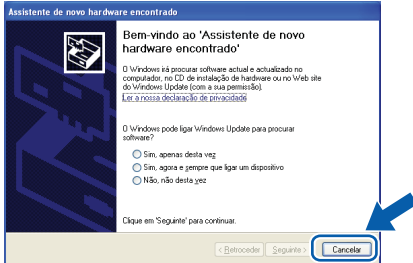 Assistente de novo hardware encontrado
Bem-vindo ao 'Assistente de novo
hardware encontrado'
O Windows irá procurar software actual e actualizado no
computador, no CD de instalação de hardware ou no Web site
do Windows Update (com a sua permissão).
Ler a nossa declaração de privacidade
O Windows pode ligar Windows Update para procurar
software?
Sim, apenas desta vez
Sim, agora e sempre que ligar um dispositivo
Não, não desta vez
Clique em 'Seguinte' para continuar.
< Retroceder
Seguinte >
Cancelar